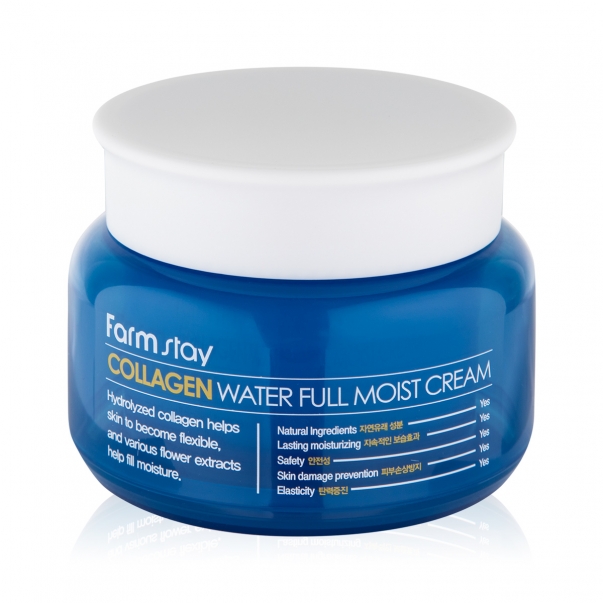 Farm stay
COLLAGEN WATER FULL MOIST CREAM
Hydrolyzed collagen helps
skin to become flexible,
and various flower extracts
help fill moisture.
Natural Ingredients 자연유래 성분 Yes
Lasting moisturizing 지속적인 보습효과 Yes
Safety 안전성 Yes
Skin damage prevention 피부손상방지 Yes
Elasticity 탄력증진 Yes